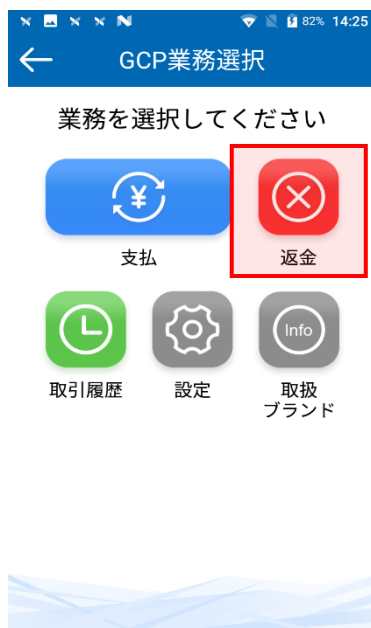 82% 14:25
GCP業務選択
業務を選択してください
¥
支払
返金
Info
取引履歴
設定
取扱
ブランド